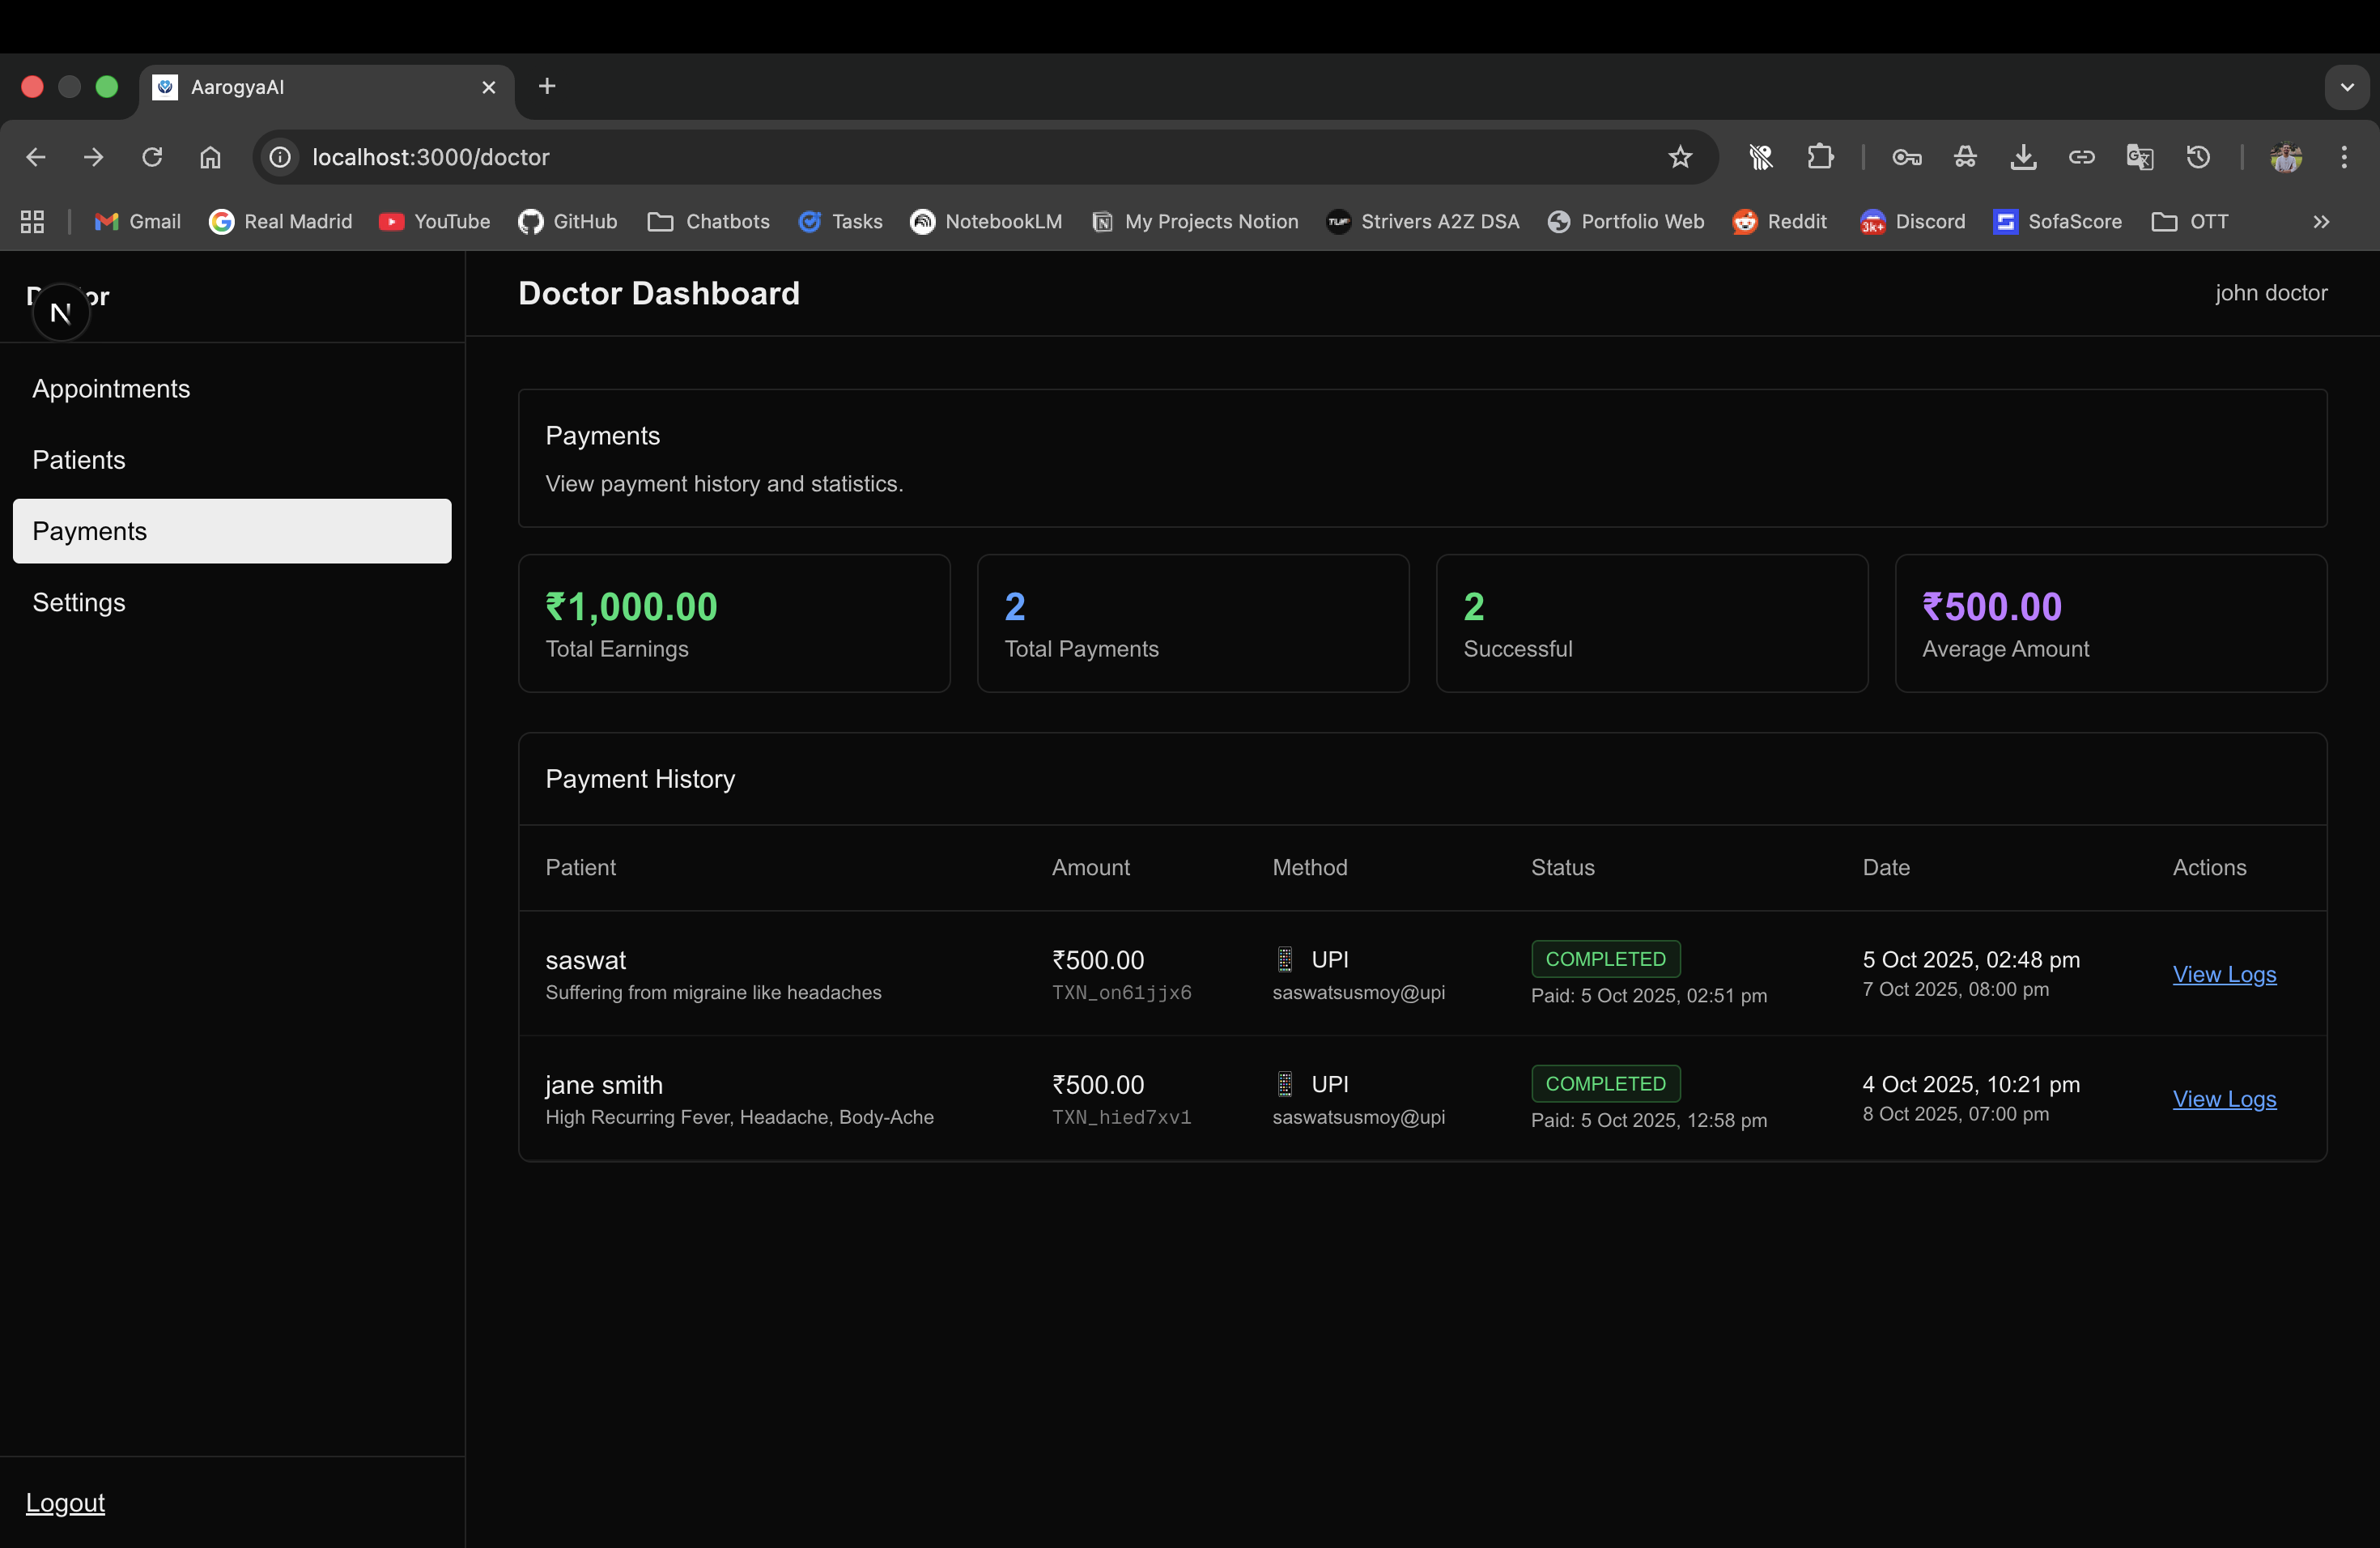 AarogyaAI
localhost:3000/doctor
Gmail Real Madrid YouTube GitHub Chatbots Tasks NotebookLM My Projects Notion Strivers A2Z DSA Portfolio Web Reddit 3k+ Discord SofaScore OTT
N
Doctor Dashboard
john doctor
Appointments
Patients
Payments
Settings
Logout
Payments
View payment history and statistics.
₹1,000.00
Total Earnings
2
Total Payments
2
Successful
₹500.00
Average Amount
Payment History
Patient Amount Method Status Date Actions
saswat ₹500.00 UPI COMPLETED 5 Oct 2025, 02:48 pm View Logs
Suffering from migraine like headaches TXN_on61jjx6 saswatsusmoy@upi Paid: 5 Oct 2025, 02:51 pm 7 Oct 2025, 08:00 pm
jane smith ₹500.00 UPI COMPLETED 4 Oct 2025, 10:21 pm View Logs
High Recurring Fever, Headache, Body-Ache TXN_hied7xv1 saswatsusmoy@upi Paid: 5 Oct 2025, 12:58 pm 8 Oct 2025, 07:00 pm